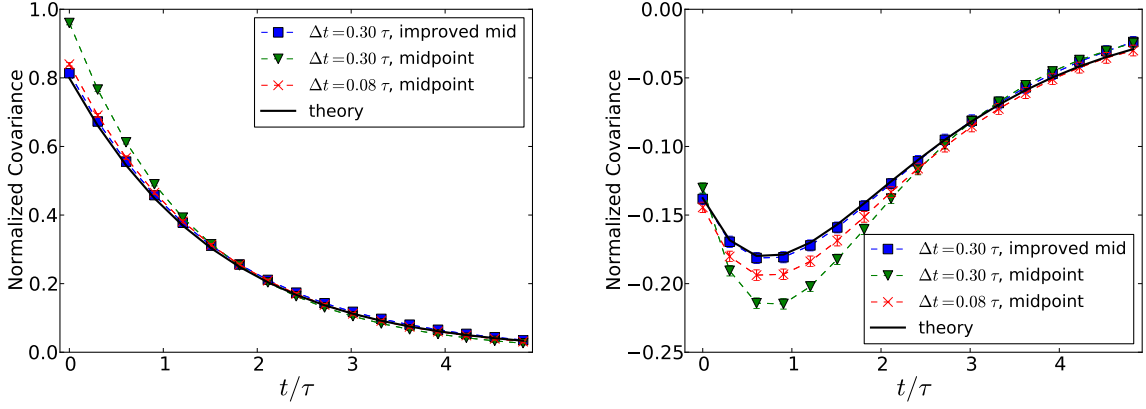 Normalized Covariance
1.0
0.8
0.6
0.4
0.2
0.0
0 1 2 3 4
t/τ
Δt=0.30 τ, improved mid
Δt=0.30 τ, midpoint
Δt=0.08 τ, midpoint
theory
Normalized Covariance
−0.00
−0.05
−0.10
−0.15
−0.20
−0.25
0 1 2 3 4
t/τ
Δt=0.30 τ, improved mid
Δt=0.30 τ, midpoint
Δt=0.08 τ, midpoint
theory